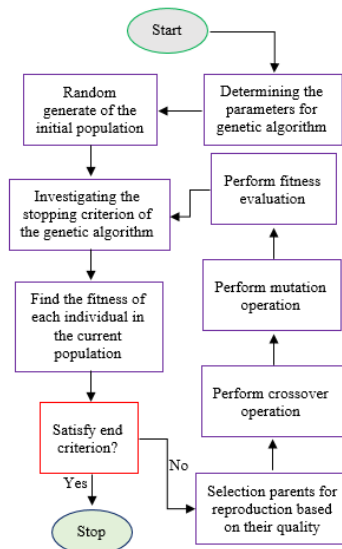 Start
Determining the
parameters for
genetic algorithm
Random
generate of the
initial population
Investigating the
stopping criterion of
the genetic algorithm
Find the fitness of
each individual in
the current
population
Satisfy end
criterion?
Yes
Stop
No
Selection parents for
reproduction based
on their quality
Perform crossover
operation
Perform mutation
operation
Perform fitness
evaluation